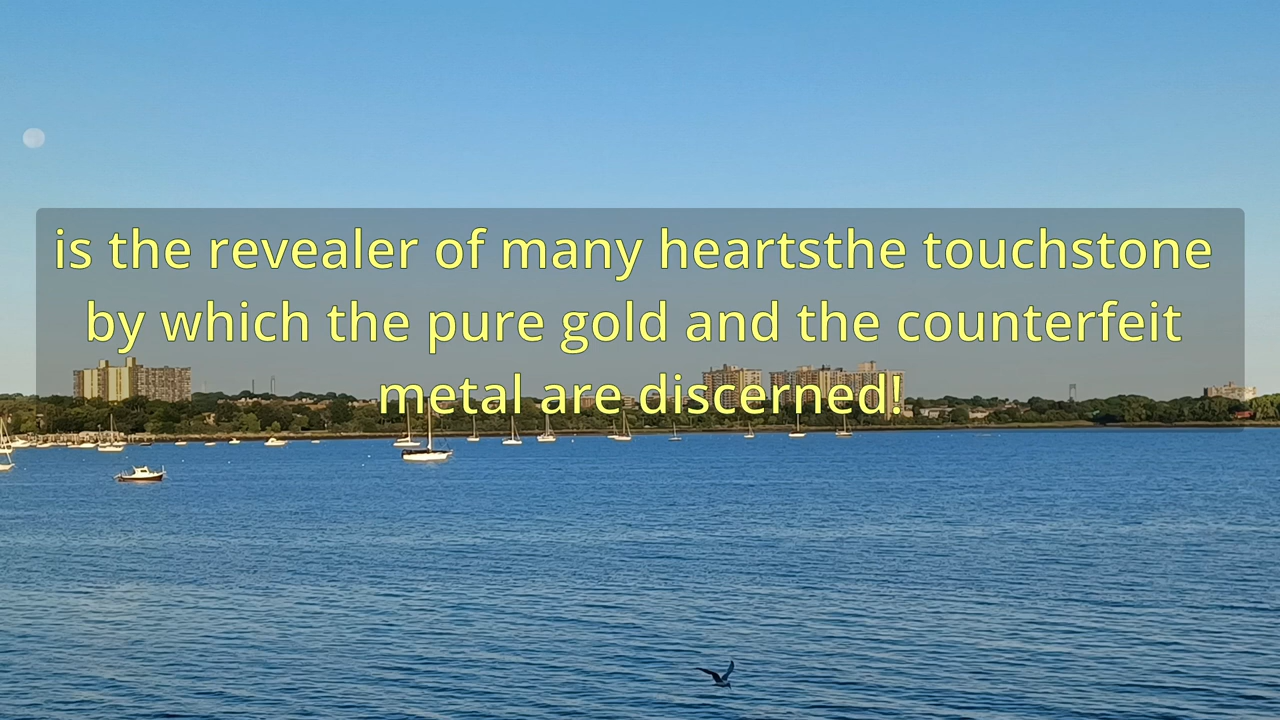 is the revealer of many heartsthe touchstone
by which the pure gold and the counterfeit
metal are discerned!